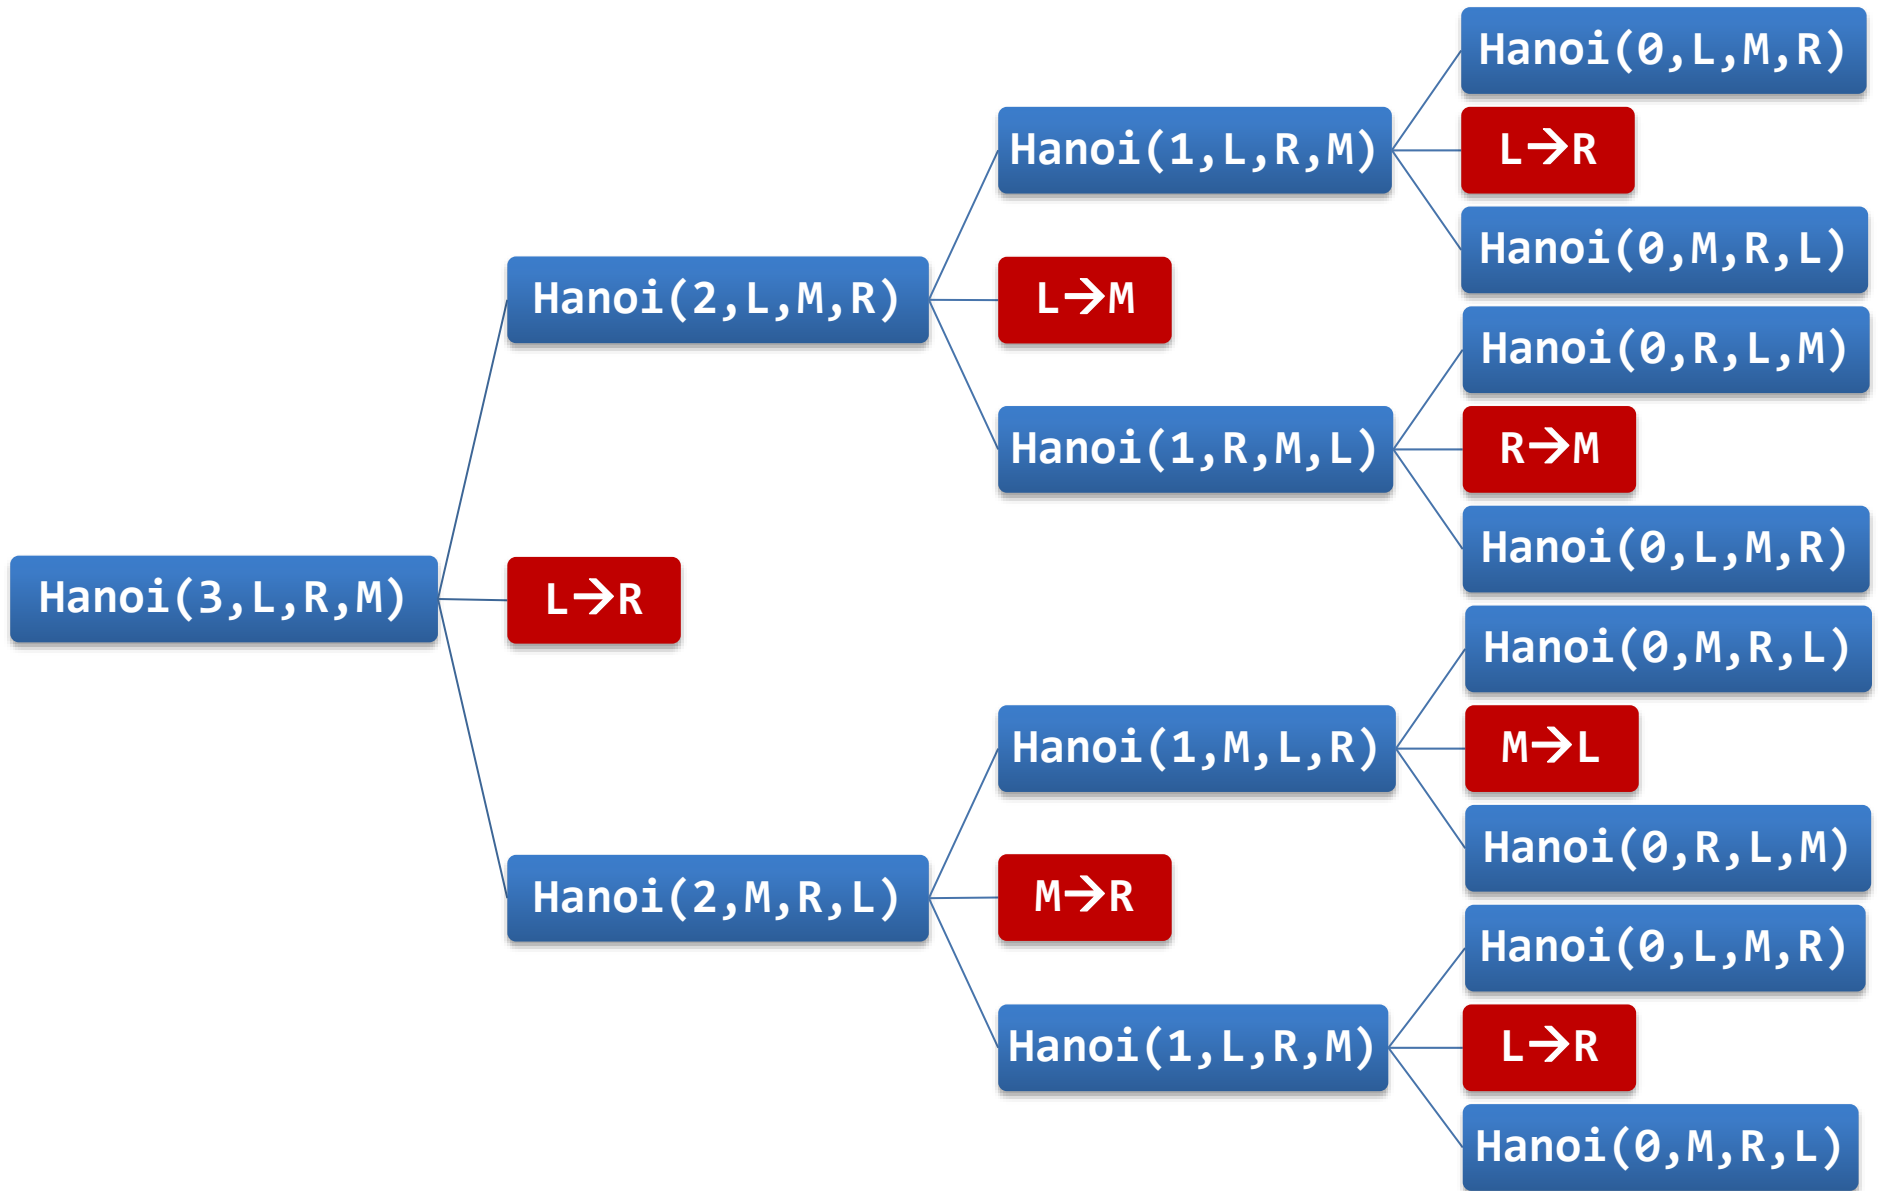 Hanoi(3,L,R,M)
Hanoi(2,L,M,R)
Hanoi(1,L,R,M)
Hanoi(0,L,M,R)
L→R
Hanoi(0,M,R,L)
L→M
Hanoi(1,R,M,L)
Hanoi(0,R,L,M)
R→M
Hanoi(0,L,M,R)
L→R
Hanoi(2,M,R,L)
Hanoi(1,M,L,R)
Hanoi(0,M,R,L)
M→L
Hanoi(0,R,L,M)
M→R
Hanoi(1,L,R,M)
Hanoi(0,L,M,R)
L→R
Hanoi(0,M,R,L)